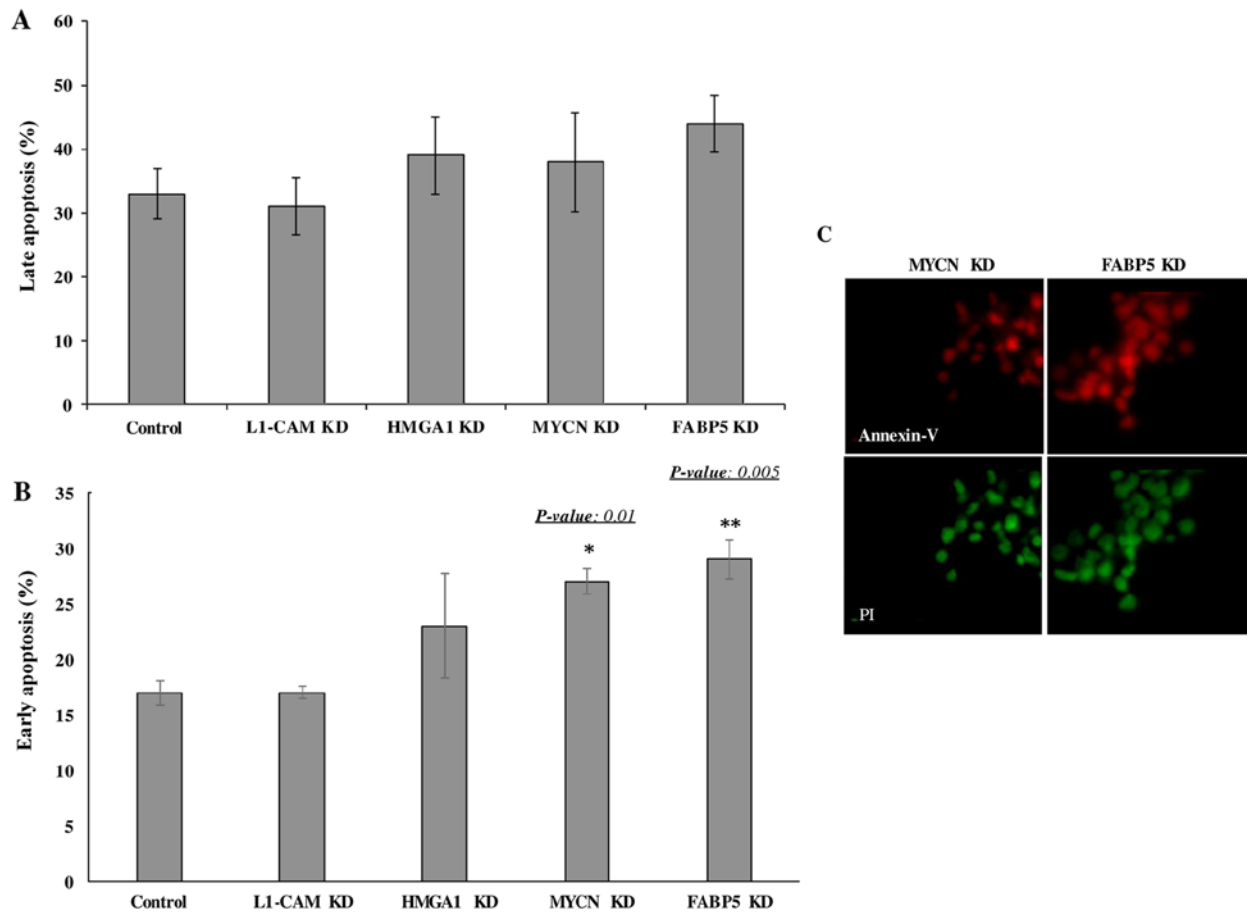 A
60
50
40
30
20
10
0
Late apoptosis (%)
Control L1-CAM KD HMGA1 KD MYCN KD FABP5 KD
B
35
30
25
20
15
10
5
0
Early apoptosis (%)
P-value: 0.01
P-value: 0.005
*
**
Control L1-CAM KD HMGA1 KD MYCN KD FABP5 KD
C
MYCN KD FABP5 KD
Annexin-V
PI